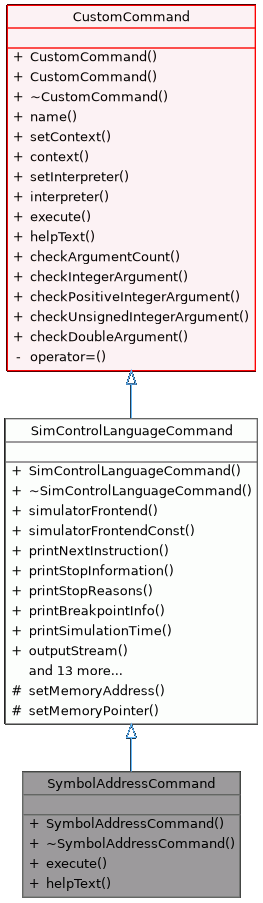 CustomCommand
+ CustomCommand()
+ CustomCommand()
+ ~CustomCommand()
+ name()
+ setContext()
+ context()
+ setInterpreter()
+ interpreter()
+ execute()
+ helpText()
+ checkArgumentCount()
+ checkIntegerArgument()
+ checkPositiveIntegerArgument()
+ checkUnsignedIntegerArgument()
+ checkDoubleArgument()
- operator=()
SimControlLanguageCommand
+ SimControlLanguageCommand()
+ ~SimControlLanguageCommand()
+ simulatorFrontend()
+ simulatorFrontendConst()
+ printNextInstruction()
+ printStopInformation()
+ printStopReasons()
+ printBreakpointInfo()
+ printSimulationTime()
+ outputStream()
and 13 more...
# setMemoryAddress()
# setMemoryPointer()
SymbolAddressCommand
+ SymbolAddressCommand()
+ ~SymbolAddressCommand()
+ execute()
+ helpText()